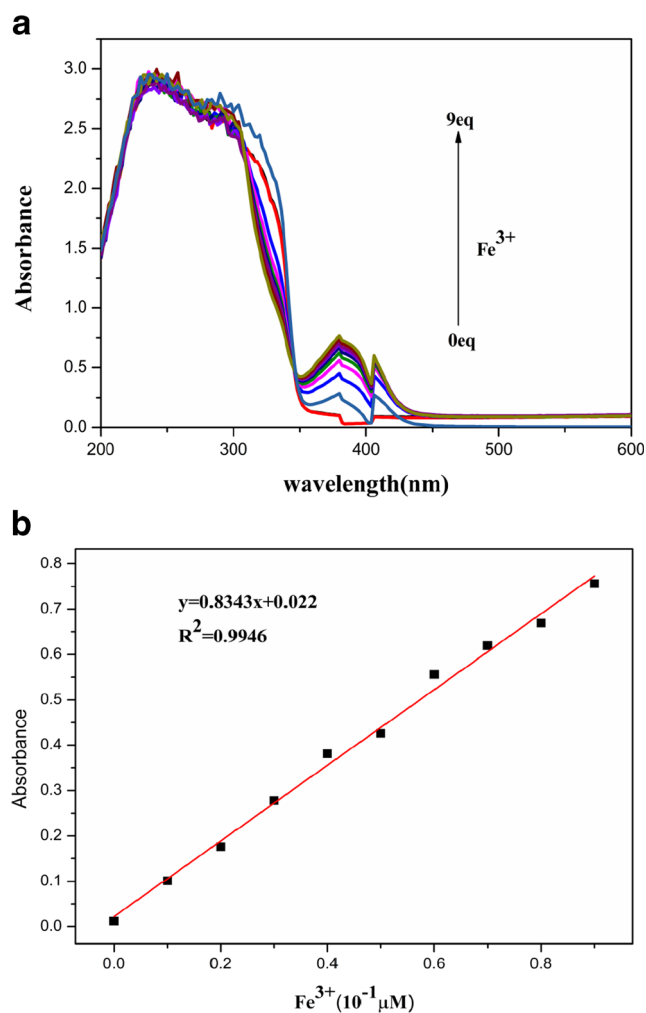 a
3.0
2.5
2.0
1.5
1.0
0.5
0.0
Absorbance
9eq
Fe3+
0eq
200 300 400 500 600
wavelength(nm)
b
0.8
0.7
0.6
0.5
0.4
0.3
0.2
0.1
0.0
Absorbance
y=0.8343x+0.022
R2=0.9946
0.0 0.2 0.4 0.6 0.8
Fe3+(10-1μM)